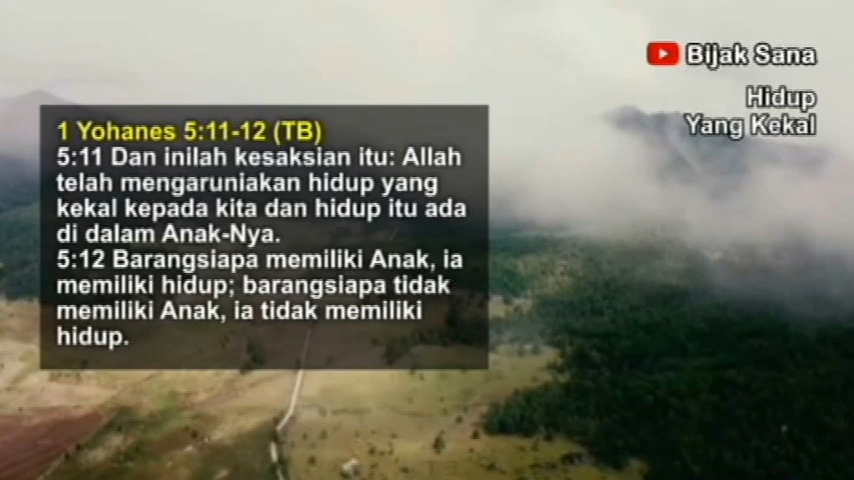 Bijak Sana
Hidup
Yang Kekal
1 Yohanes 5:11-12 (TB)
5:11 Dan inilah kesaksian itu: Allah
telah mengaruniakan hidup yang
kekal kepada kita dan hidup itu ada
di dalam Anak-Nya.
5:12 Barangsiapa memiliki Anak, ia
memiliki hidup; barangsiapa tidak
memiliki Anak, ia tidak memiliki
hidup.